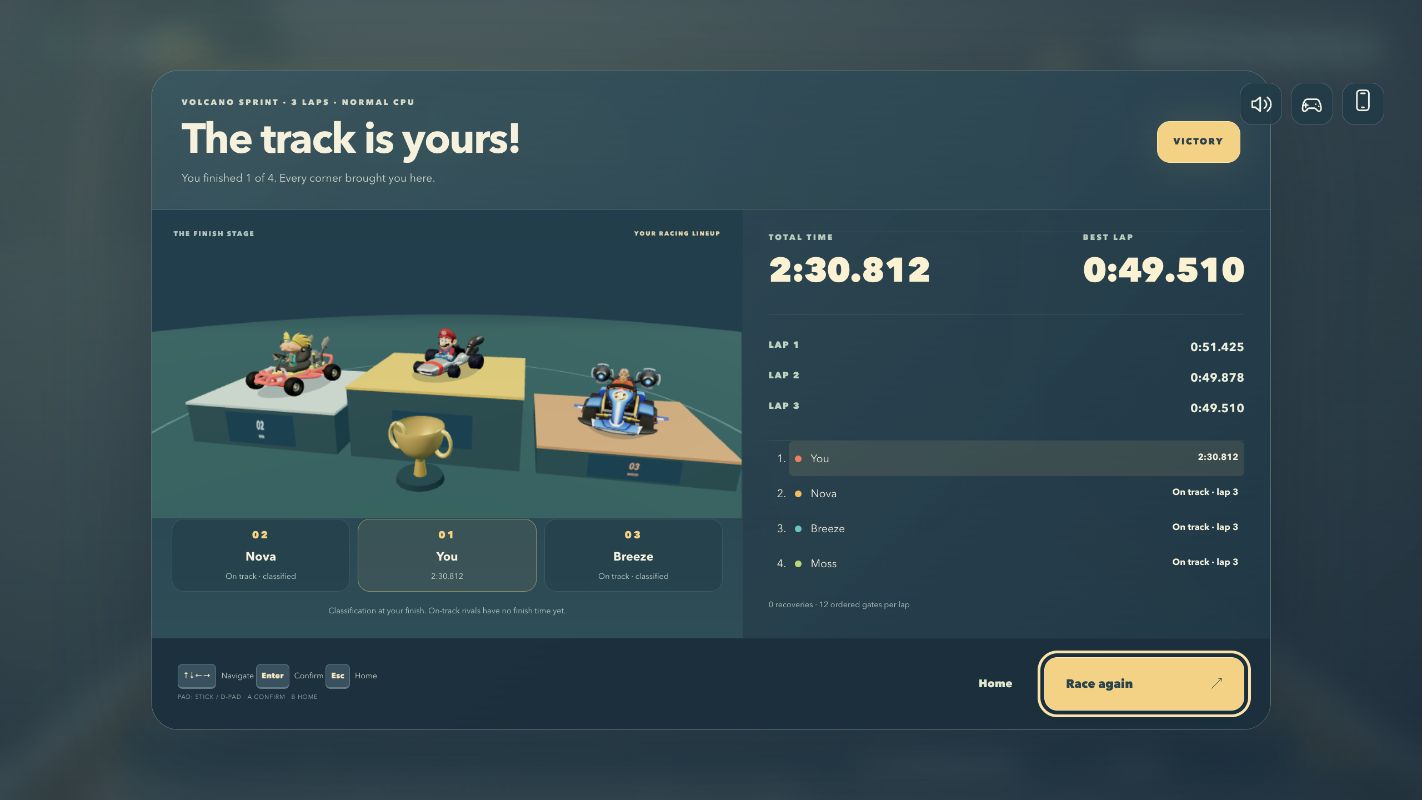 VOLCANO SPRINT · 3 LAPS · NORMAL CPU
The track is yours!
You finished 1 of 4. Every corner brought you here.
VICTORY
THE FINISH STAGE
YOUR RACING LINEUP
02
03
02
Nova
On track · classified
01
You
2:30.812
03
Breeze
On track · classified
Classification at your finish. On-track rivals have no finish time yet.
TOTAL TIME
2:30.812
BEST LAP
0:49.510
LAP 1 0:51.425
LAP 2 0:49.878
LAP 3 0:49.510
1. You 2:30.812
2. Nova On track · lap 3
3. Breeze On track · lap 3
4. Moss On track · lap 3
0 recoveries · 12 ordered gates per lap
↑↓←→ Navigate Enter Confirm Esc Home
PAD: STICK / D-PAD · A CONFIRM · B HOME
Home
Race again ↗